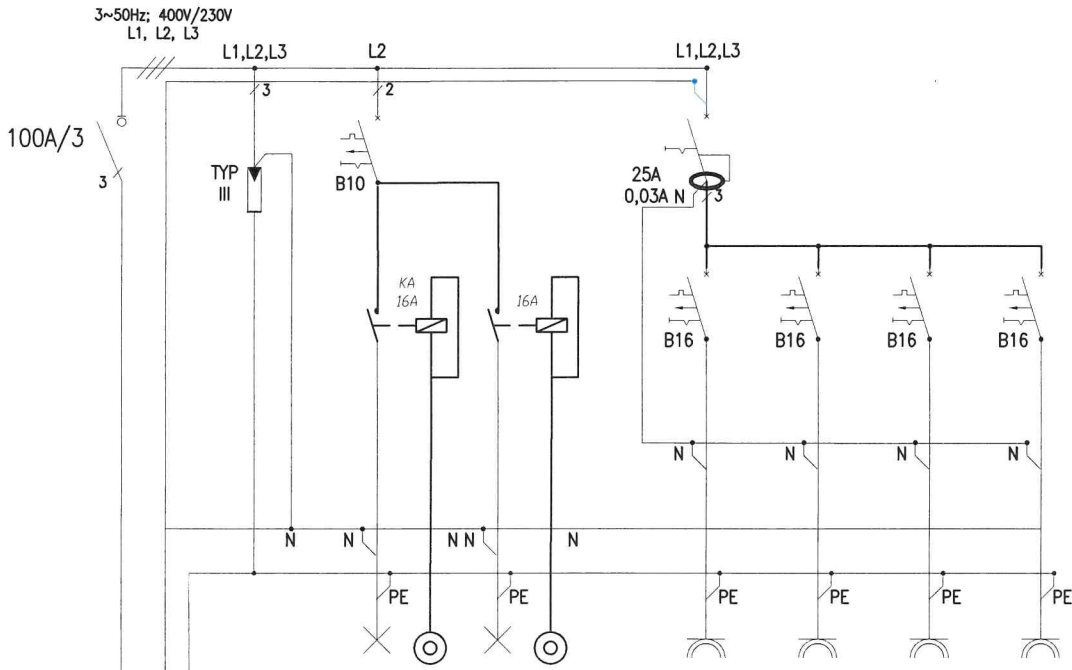 3~50Hz; 400V/230V
L1, L2, L3
L1,L2,L3
L2
L1,L2,L3
3
2
100A/3
3
TYP
III
B10
25A
0,03A N
3
KA
16A
16A
B16
B16
B16
B16
N
N
N
N
N
N
N N
N
PE
PE
PE
PE
PE
PE